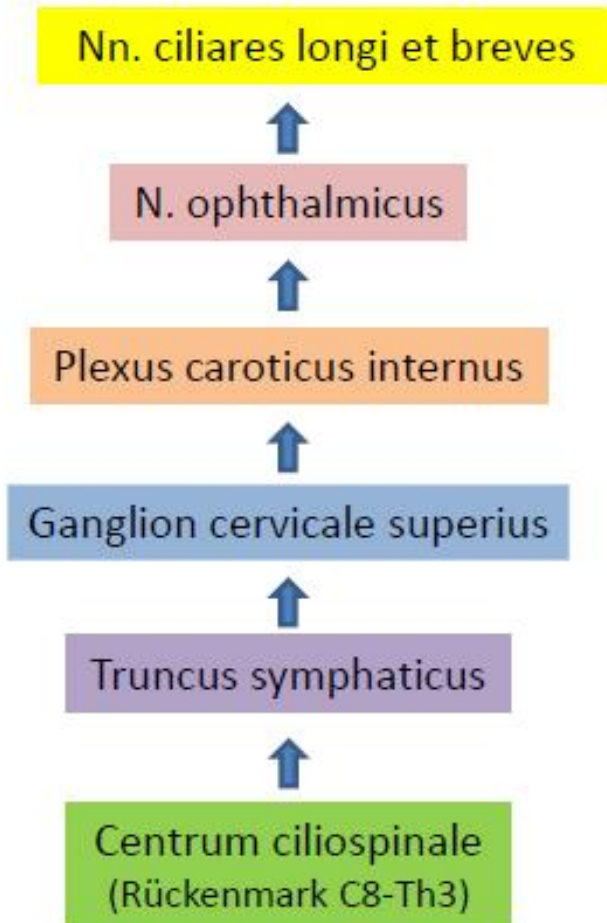 Nn. ciliares longi et breves
N. ophthalmicus
Plexus caroticus internus
Ganglion cervicale superius
Truncus symphaticus
Centrum ciliospinale
(Rückenmark C8-Th3)